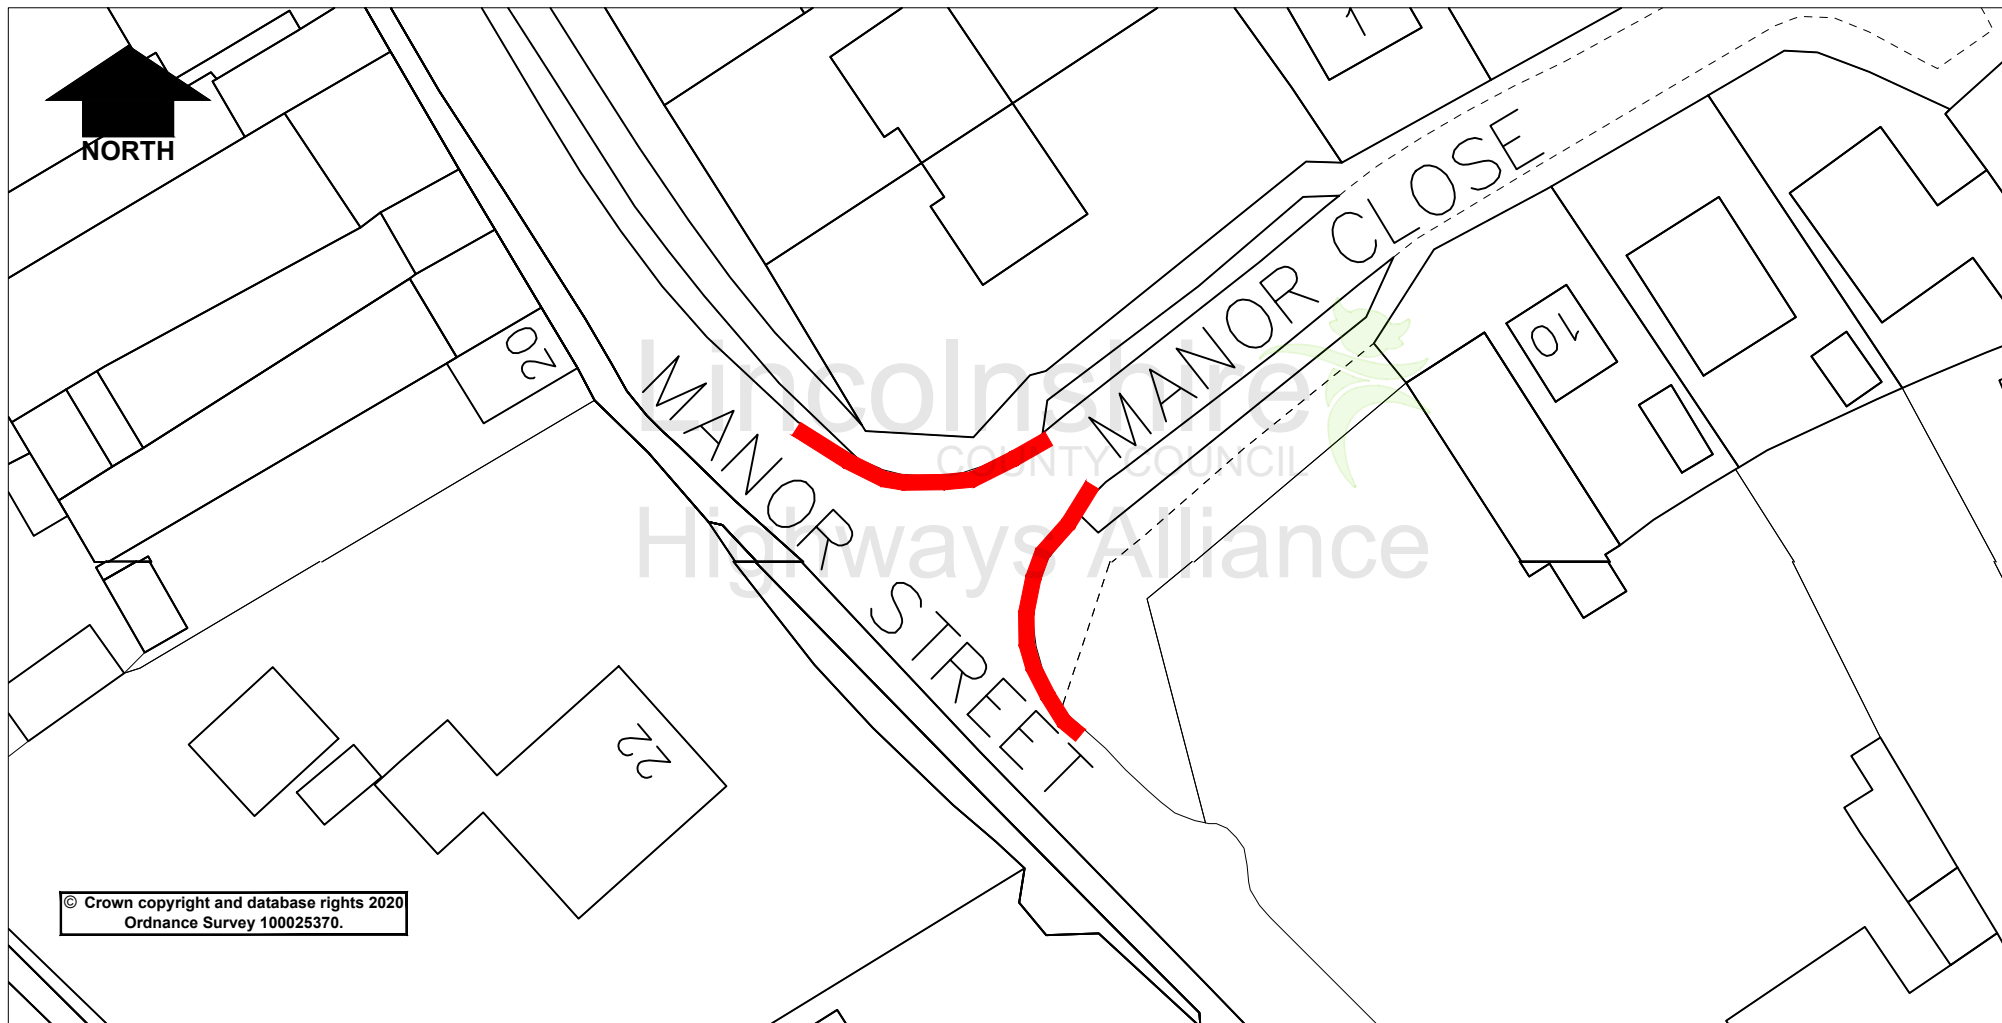 NORTH
1
MANOR CLOSE
20
10
MANOR STREET
Lincolnshire
COUNTY COUNCIL
Highways Alliance
22
© Crown copyright and database rights 2020
Ordnance Survey 100025370.